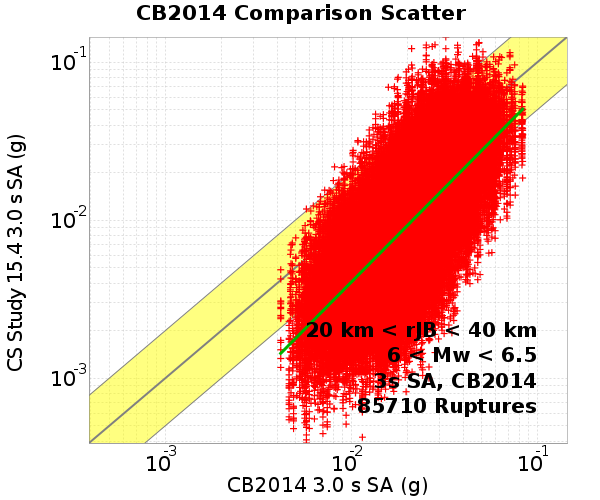 CB2014 Comparison Scatter
CS Study 15.4 3.0 s SA (g)
10-1
10-2
10-3
20 km < rJB < 40 km
6 < Mw < 6.5
3s SA, CB2014
85710 Ruptures
10-3 10-2 10-1
CB2014 3.0 s SA (g)